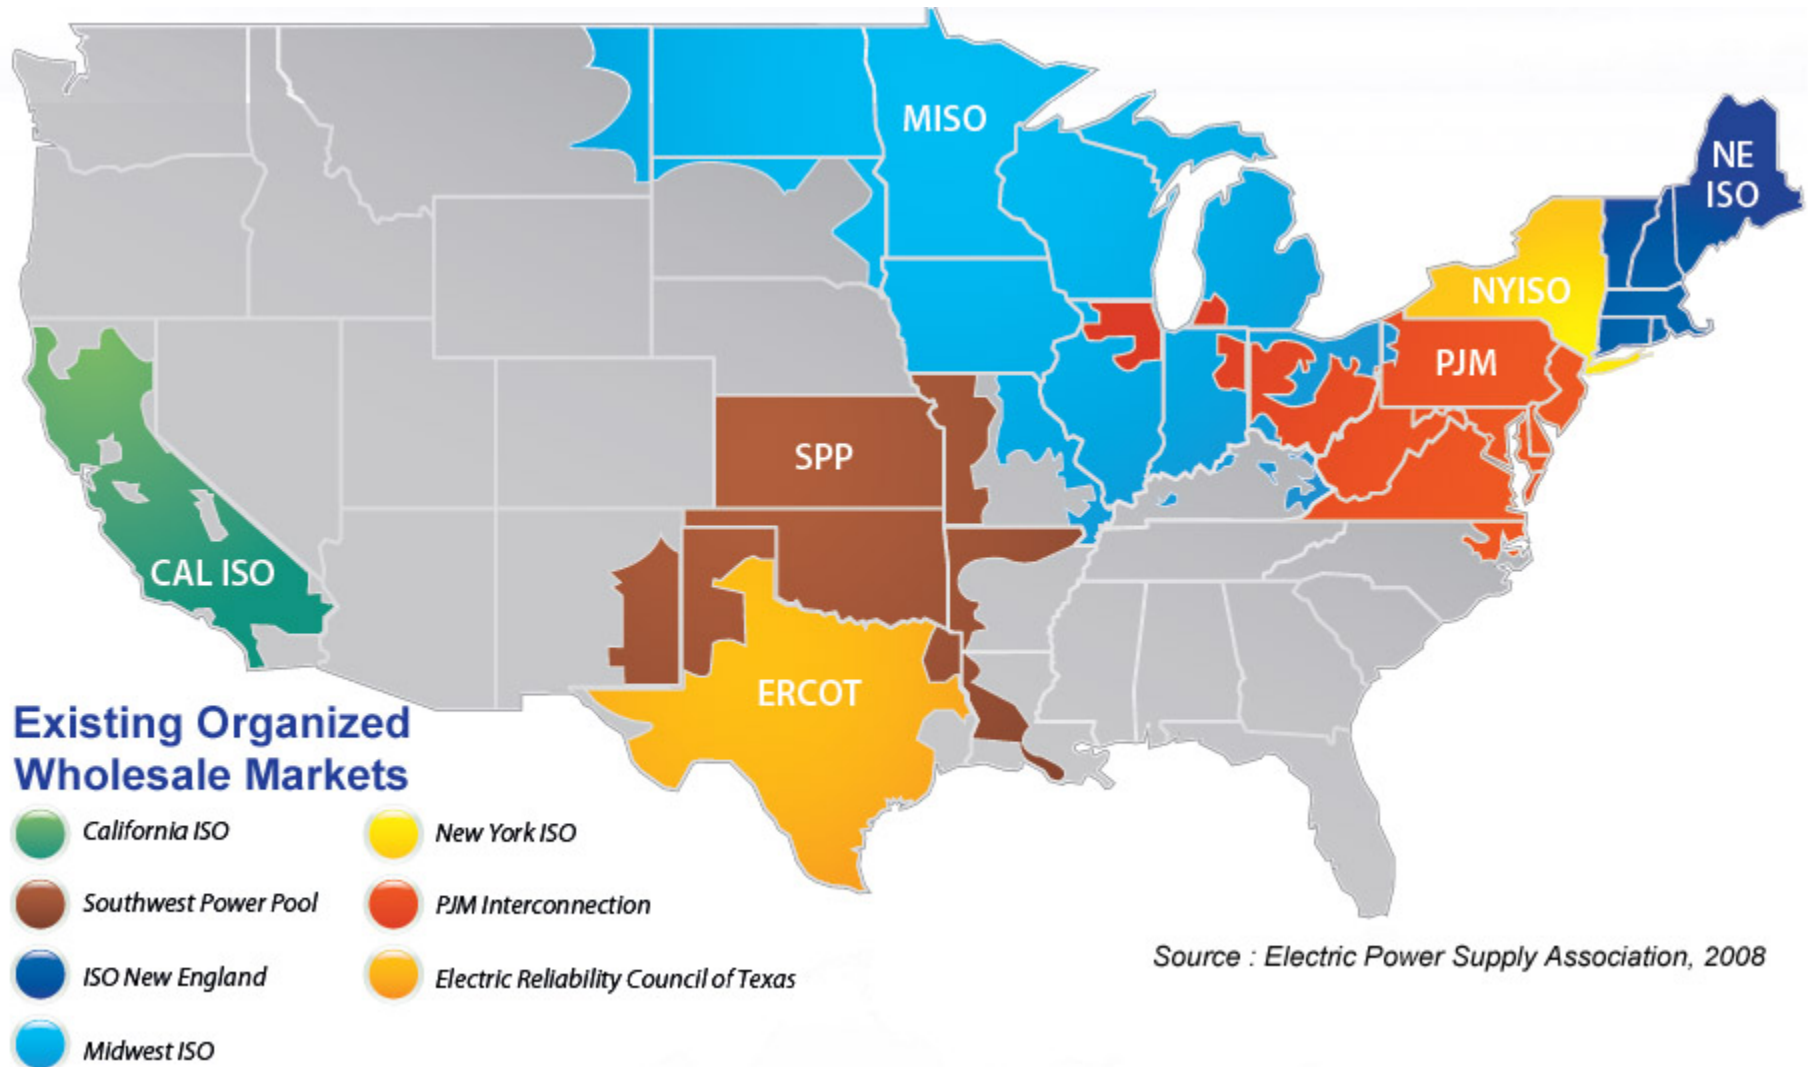 MISO
NE
ISO
NYISO
PJM
SPP
CAL ISO
ERCOT
Existing Organized
Wholesale Markets
California ISO
New York ISO
Southwest Power Pool
PJM Interconnection
ISO New England
Electric Reliability Council of Texas
Midwest ISO
Source : Electric Power Supply Association, 2008